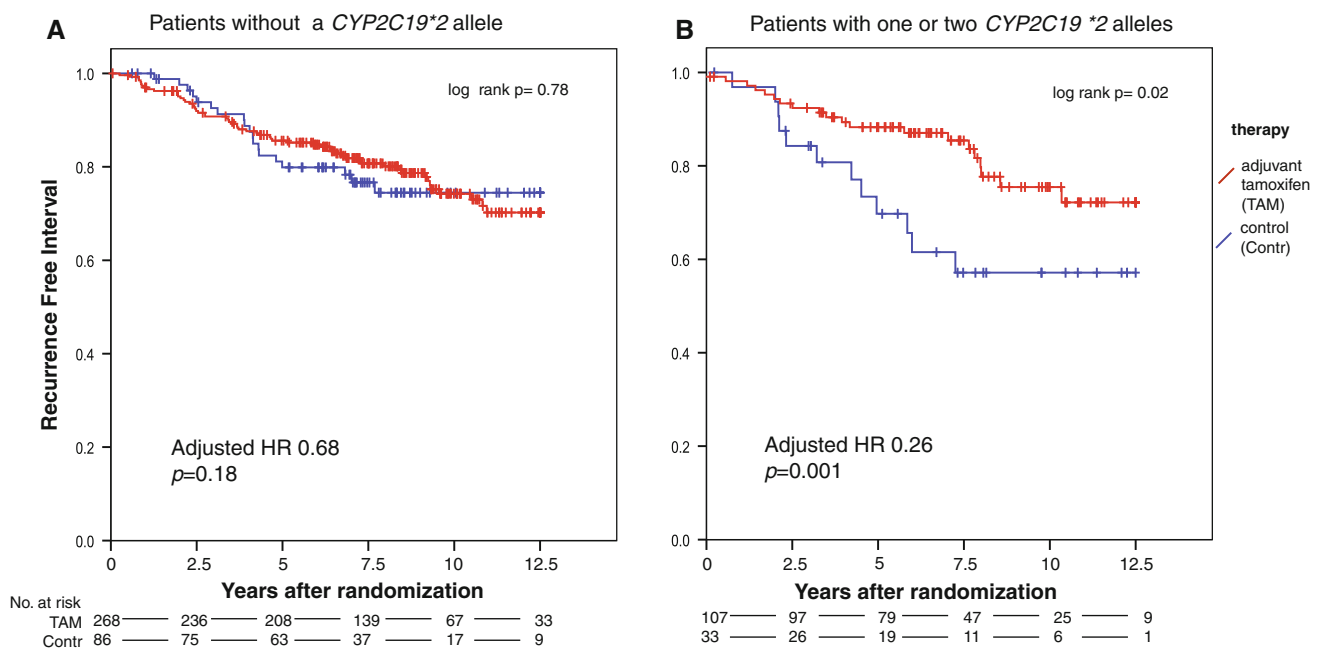 A
Patients without a CYP2C19*2 allele
log rank p= 0.78
Recurrence Free Interval
1.0
0.8
0.6
0.4
0.2
0.0
Adjusted HR 0.68
p=0.18
0 2.5 5 7.5 10 12.5
Years after randomization
No. at risk
TAM 268 236 208 139 67 33
Contr 86 75 63 37 17 9
B
Patients with one or two CYP2C19 *2 alleles
log rank p= 0.02
1.0
0.8
0.6
0.4
0.2
0.0
Adjusted HR 0.26
p=0.001
0 2.5 5 7.5 10 12.5
Years after randomization
107 97 79 47 25 9
33 26 19 11 6 1
therapy
adjuvant
tamoxifen
(TAM)
control
(Contr)